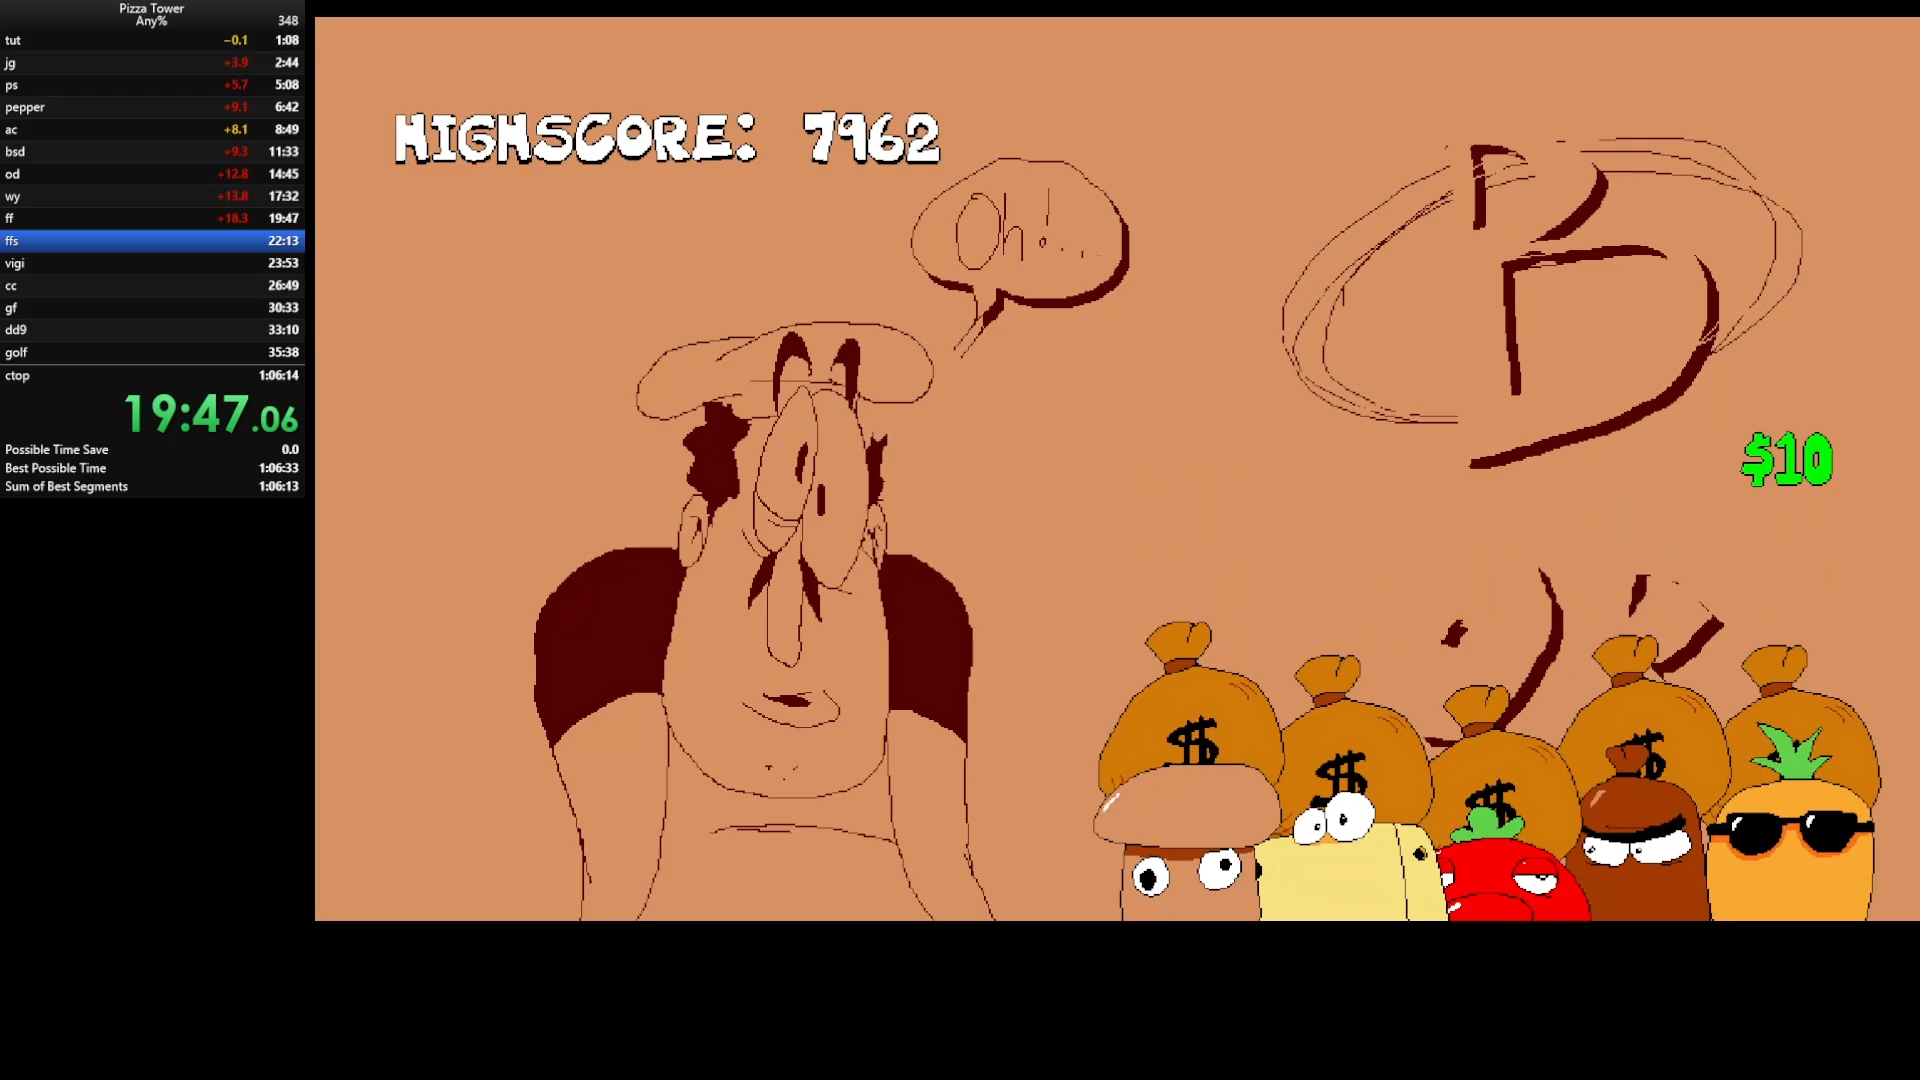 Pizza Tower
Any% 348
tut −0.1 1:08
jg +3.9 2:44
ps +5.7 5:08
pepper +9.1 6:42
ac +8.1 8:49
bsd +9.3 11:33
od +12.8 14:45
wy +13.8 17:32
ff +18.3 19:47
ffs 22:13
vigi 23:53
cc 26:49
gf 30:33
dd9 33:10
golf 35:38
ctop 1:06:14
19:47.06
Possible Time Save 0.0
Best Possible Time 1:06:33
Sum of Best Segments 1:06:13
HIGHSCORE: 7962
Oh!...
D
$10
$ $ $ $